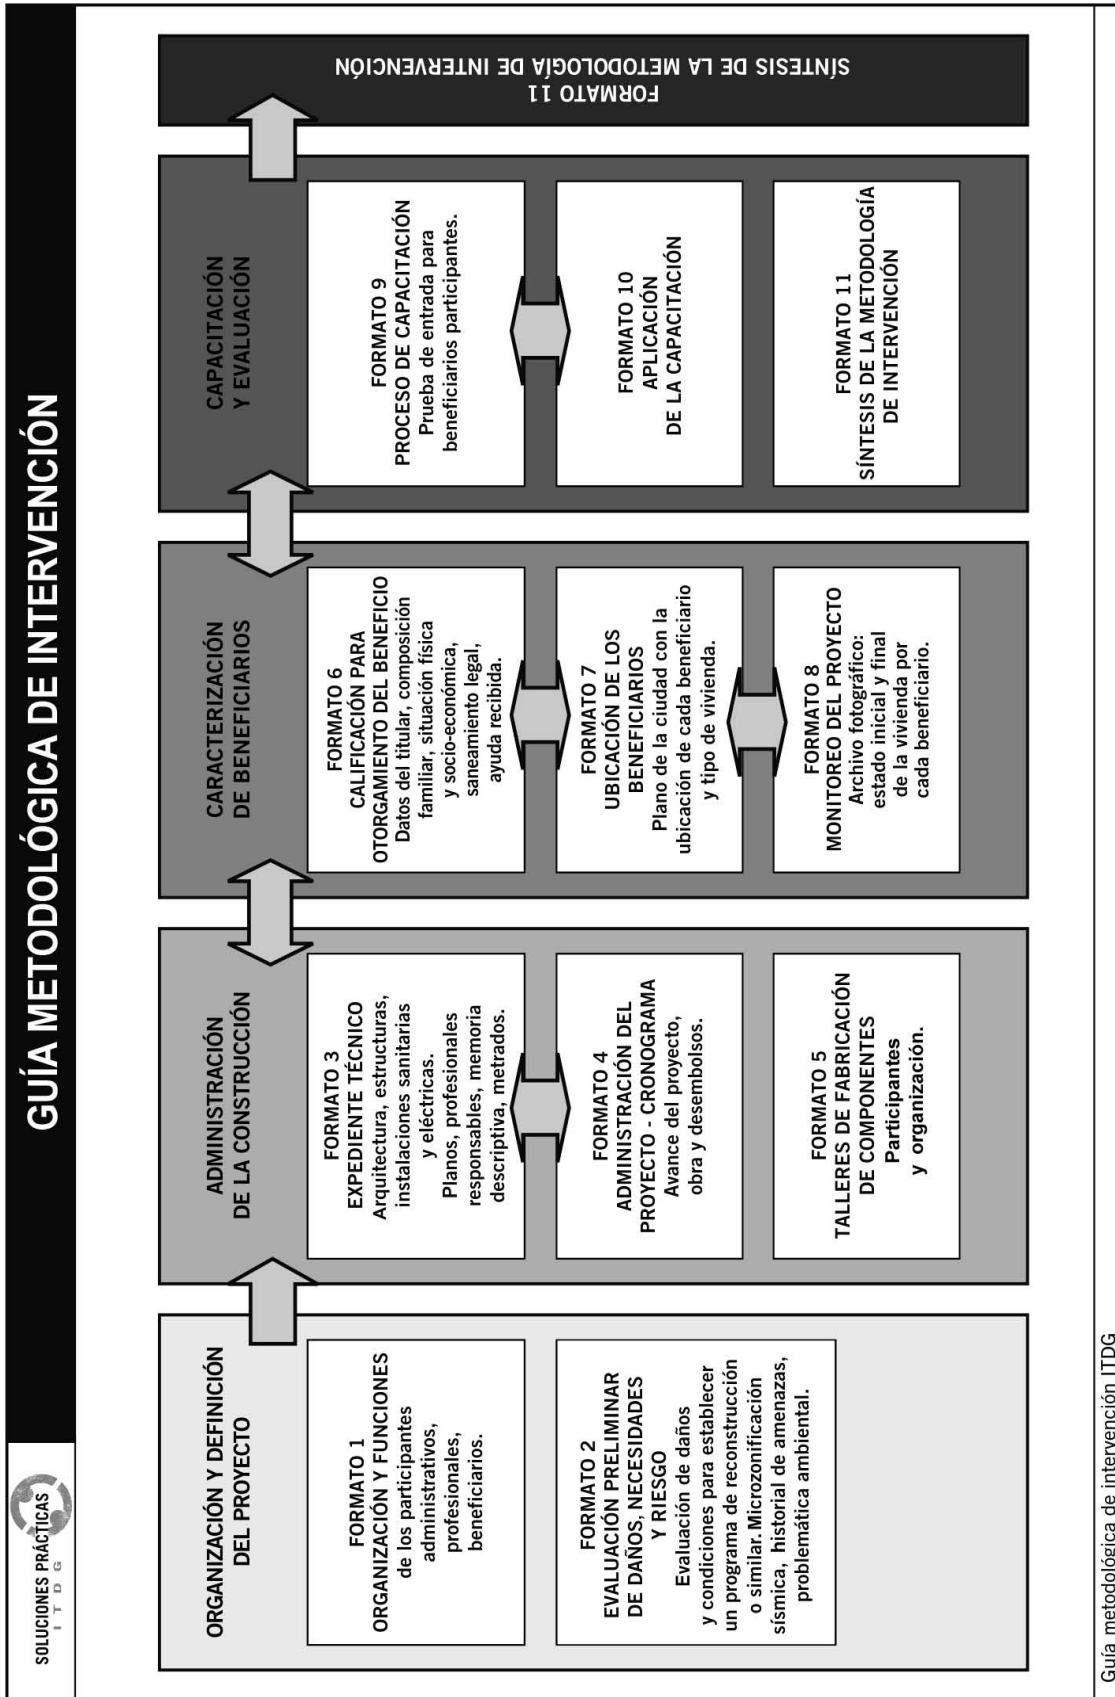 SOLUCIONES PRÁCTICAS
I T D G
GUÍA METODOLÓGICA DE INTERVENCIÓN
ORGANIZACIÓN Y DEFINICIÓN
DEL PROYECTO
FORMATO 1
ORGANIZACIÓN Y FUNCIONES
de los participantes
administrativos,
profesionales,
beneficiarios.
FORMATO 2
EVALUACIÓN PRELIMINAR
DE DAÑOS, NECESIDADES
Y RIESGO
Evaluación de daños
y condiciones para establecer
un programa de reconstrucción
o similar. Microzonificación
sísmica, historial de amenazas,
problemática ambiental.
ADMINISTRACIÓN
DE LA CONSTRUCCIÓN
FORMATO 3
EXPEDIENTE TÉCNICO
Arquitectura, estructuras,
instalaciones sanitarias
y eléctricas.
Planos, profesionales
responsables, memoria
descriptiva, metrados.
FORMATO 4
ADMINISTRACIÓN DEL
PROYECTO - CRONOGRAMA
Avance del proyecto,
obra y desembolsos.
FORMATO 5
TALLERES DE FABRICACIÓN
DE COMPONENTES
Participantes
y organización.
CARACTERIZACIÓN
DE BENEFICIARIOS
FORMATO 6
CALIFICACIÓN PARA
OTORGAMIENTO DEL BENEFICIO
Datos del titular, composición
familiar, situación física
y socio-económica,
saneamiento legal,
ayuda recibida.
FORMATO 7
UBICACIÓN DE LOS
BENEFICIARIOS
Plano de la ciudad con la
ubicación de cada beneficiario
y tipo de vivienda.
FORMATO 8
MONITOREO DEL PROYECTO
Archivo fotográfico:
estado inicial y final
de la vivienda por
cada beneficiario.
CAPACITACIÓN
Y EVALUACIÓN
FORMATO 9
PROCESO DE CAPACITACIÓN
Prueba de entrada para
beneficiarios participantes.
FORMATO 10
APLICACIÓN
DE LA CAPACITACIÓN
FORMATO 11
SÍNTESIS DE LA METODOLOGÍA
DE INTERVENCIÓN
FORMATO 11
SÍNTESIS DE LA METODOLOGÍA DE INTERVENCIÓN
Guía metodológica de intervención ITDG